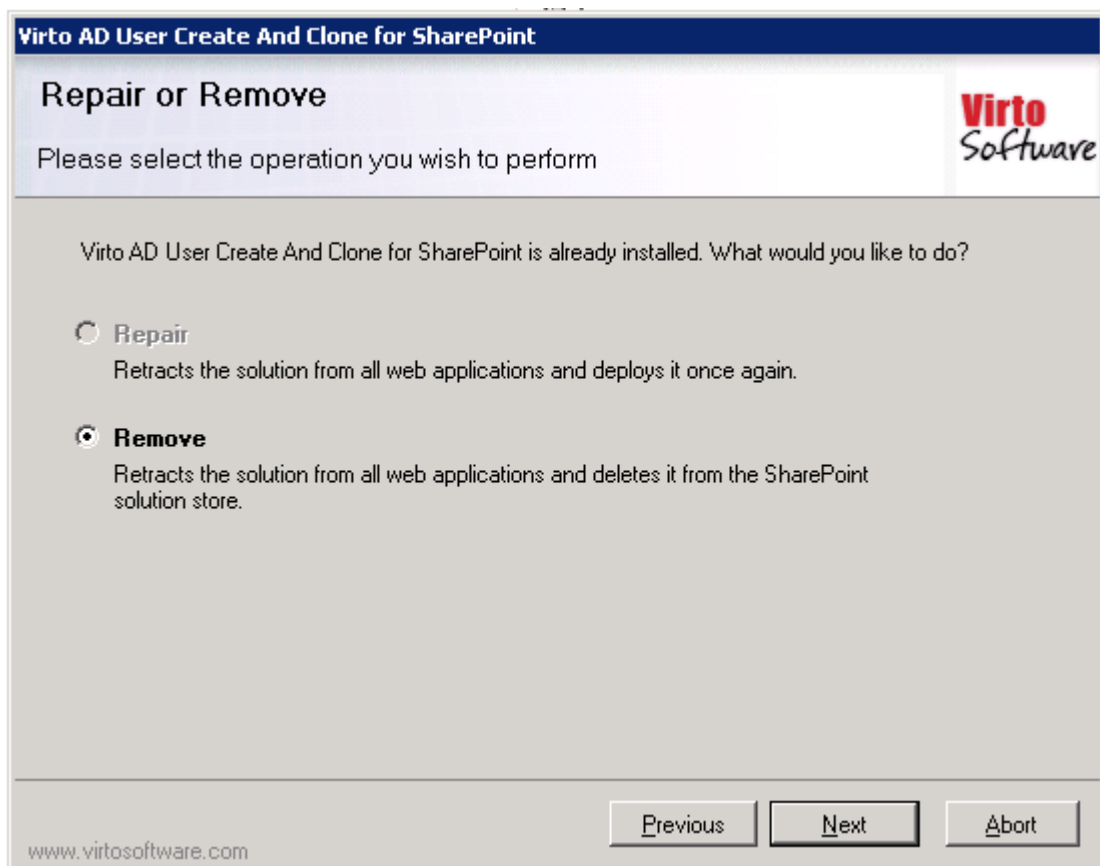 Virto AD User Create And Clone for SharePoint
Repair or Remove
Please select the operation you wish to perform
Virto
Software
Virto AD User Create And Clone for SharePoint is already installed. What would you like to do?
Repair
Retracts the solution from all web applications and deploys it once again.
Remove
Retracts the solution from all web applications and deletes it from the SharePoint
solution store.
Previous
Next
Abort
www.virtosoftware.com